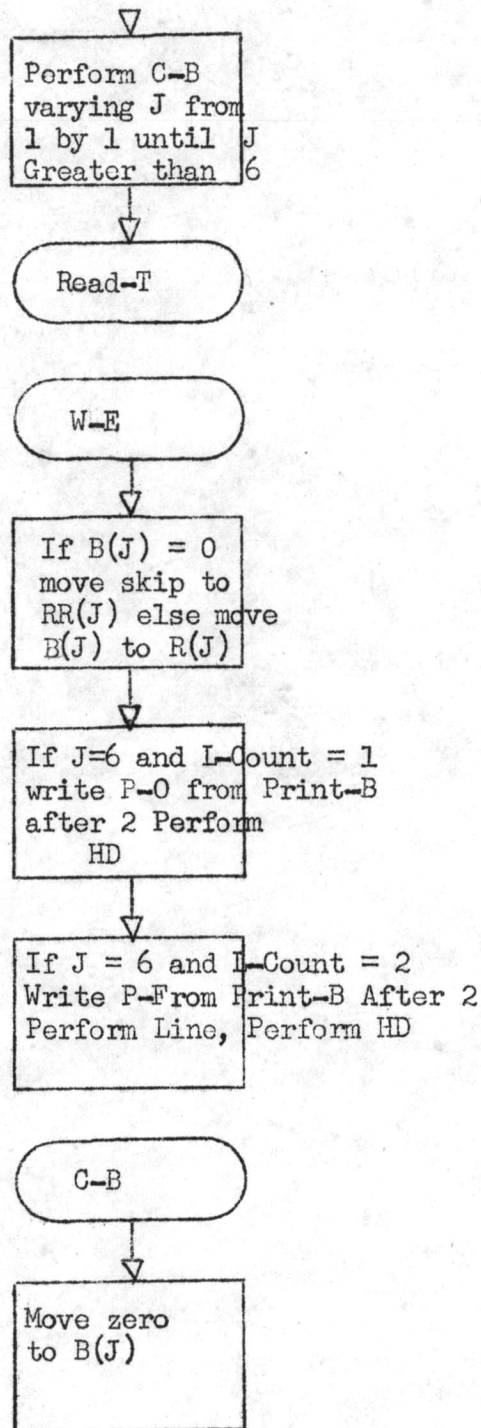 Perform C-B
varying J from
1 by 1 until J
Greater than 6
Read-T
W-E
If B(J) = 0
move skip to
RR(J) else move
B(J) to R(J)
If J=6 and L-Count = 1
write P-O from Print-B
after 2 Perform
HD
If J = 6 and L-Count = 2
Write P-From Print-B After 2
Perform Line, Perform HD
C-B
Move zero
to B(J)